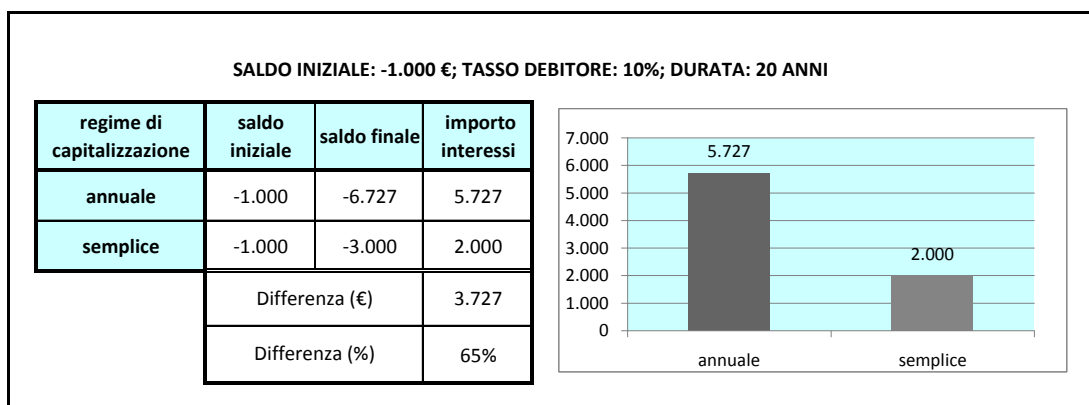 SALDO INIZIALE: -1.000 €; TASSO DEBITORE: 10%; DURATA: 20 ANNI
regime di capitalizzazione saldo iniziale saldo finale importo interessi
annuale -1.000 -6.727 5.727
semplice -1.000 -3.000 2.000
Differenza (€) 3.727
Differenza (%) 65%
7.000
6.000
5.000
4.000
3.000
2.000
1.000
0
5.727
2.000
annuale semplice